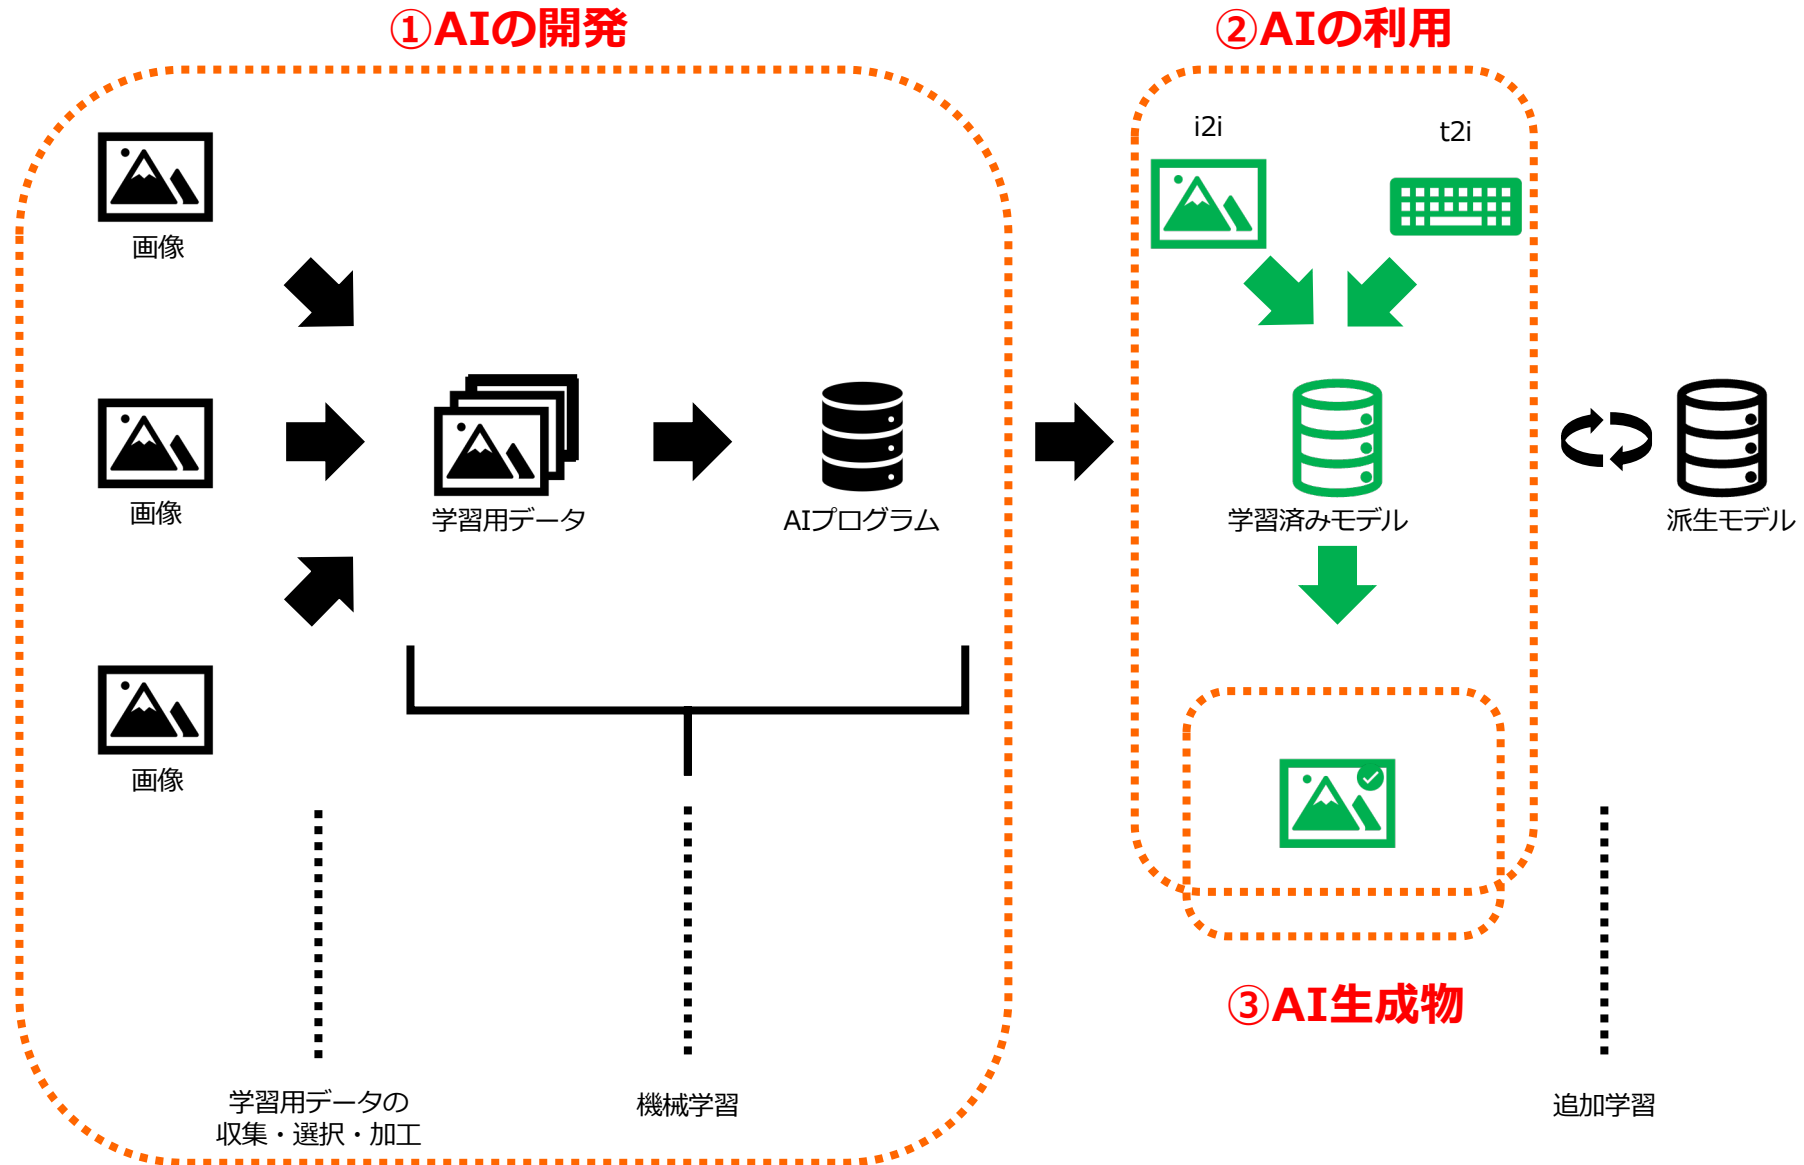 ①AIの開発
②AIの利用
i2i
t2i
画像
画像
学習用データ
AIプログラム
学習済みモデル
派生モデル
画像
③AI生成物
学習用データの
収集・選択・加工
機械学習
追加学習